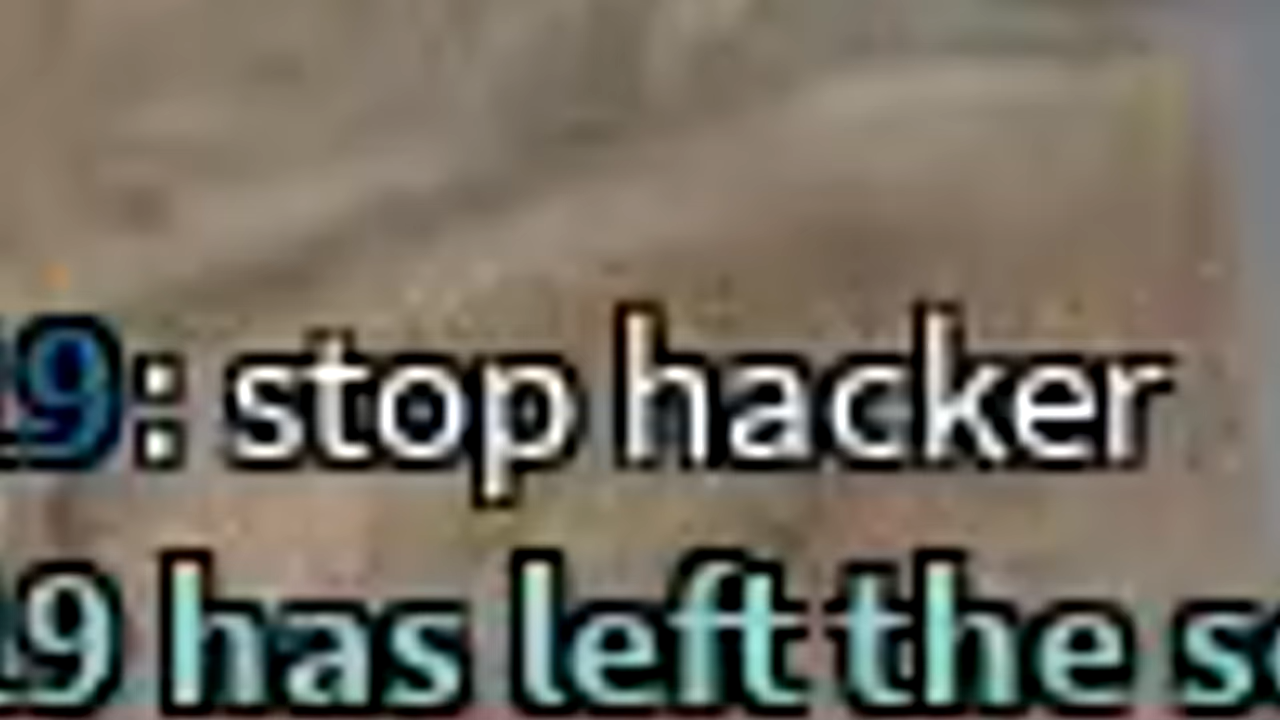 9: stop hacker
9 has left the s